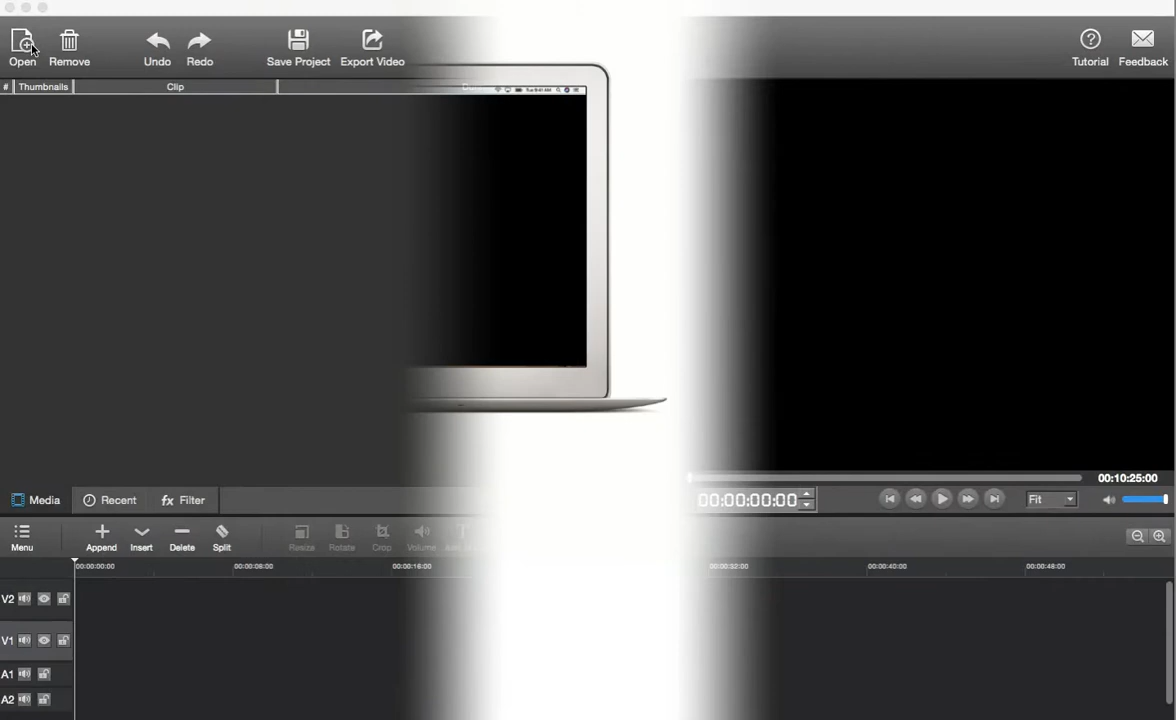 Open Remove Undo Redo Save Project Export Video Tutorial Feedback
# Thumbnails Clip
00:10:25:00
Media Recent fx Filter 00:00:00:00 Fit
Menu Append Insert Delete Split Resize Rotate Crop Volume
00:00:00:00 00:00:08:00 00:00:16:00 00:00:32:00 00:00:40:00 00:00:48:00
V2
V1
A1
A2